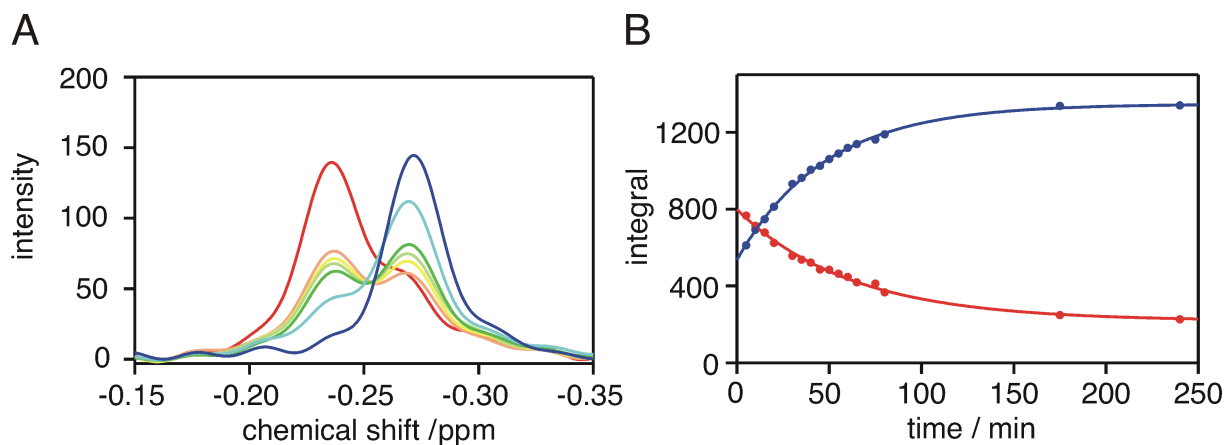 A
B
200
150
100
50
0
intensity
-0.15 -0.20 -0.25 -0.30 -0.35
chemical shift /ppm
1200
800
400
0
integral
0 50 100 150 200 250
time / min